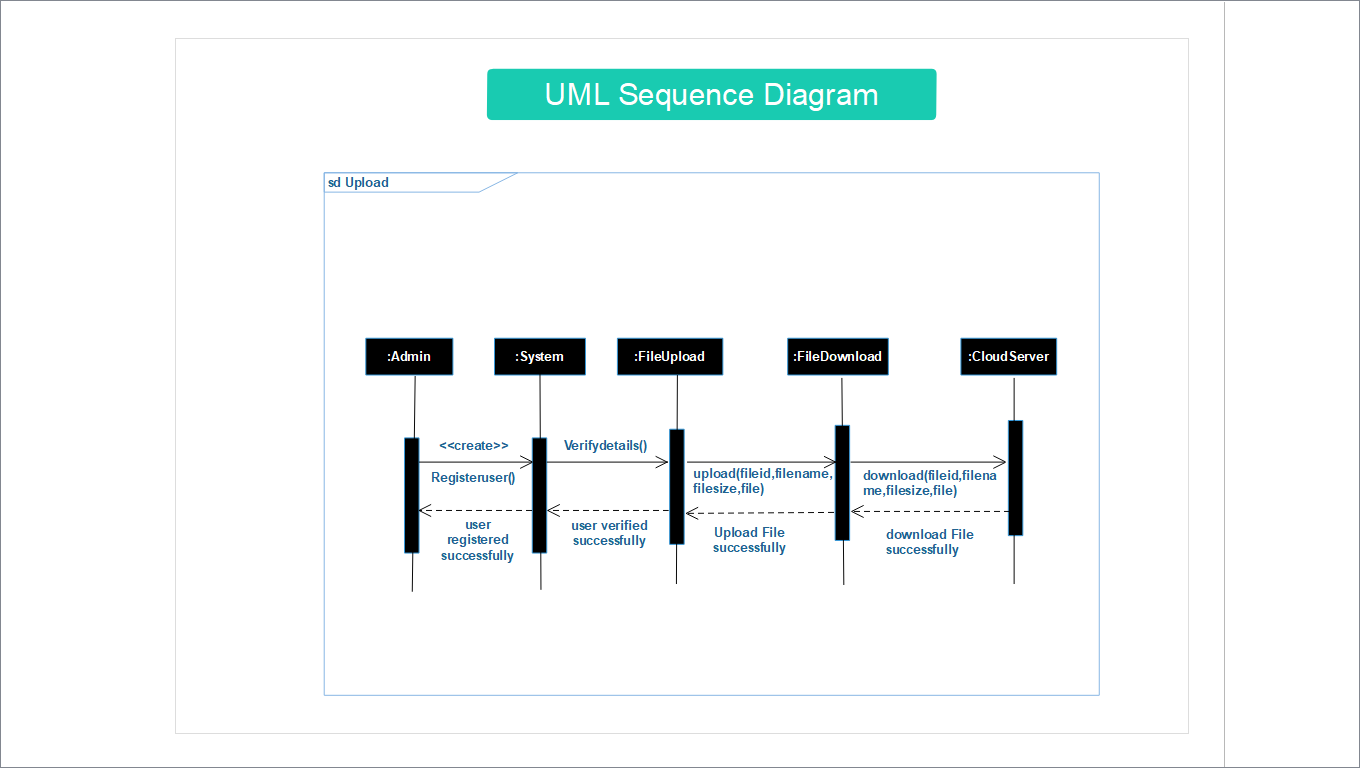 UML Sequence Diagram
sd Upload
:Admin
:System
:FileUpload
:FileDownload
:CloudServer
<<create>>
Registeruser()
Verifydetails()
upload(fileid,filename,
filesize,file)
download(fileid,filena
me,filesize,file)
user
registered
successfully
user verified
successfully
Upload File
successfully
download File
successfully